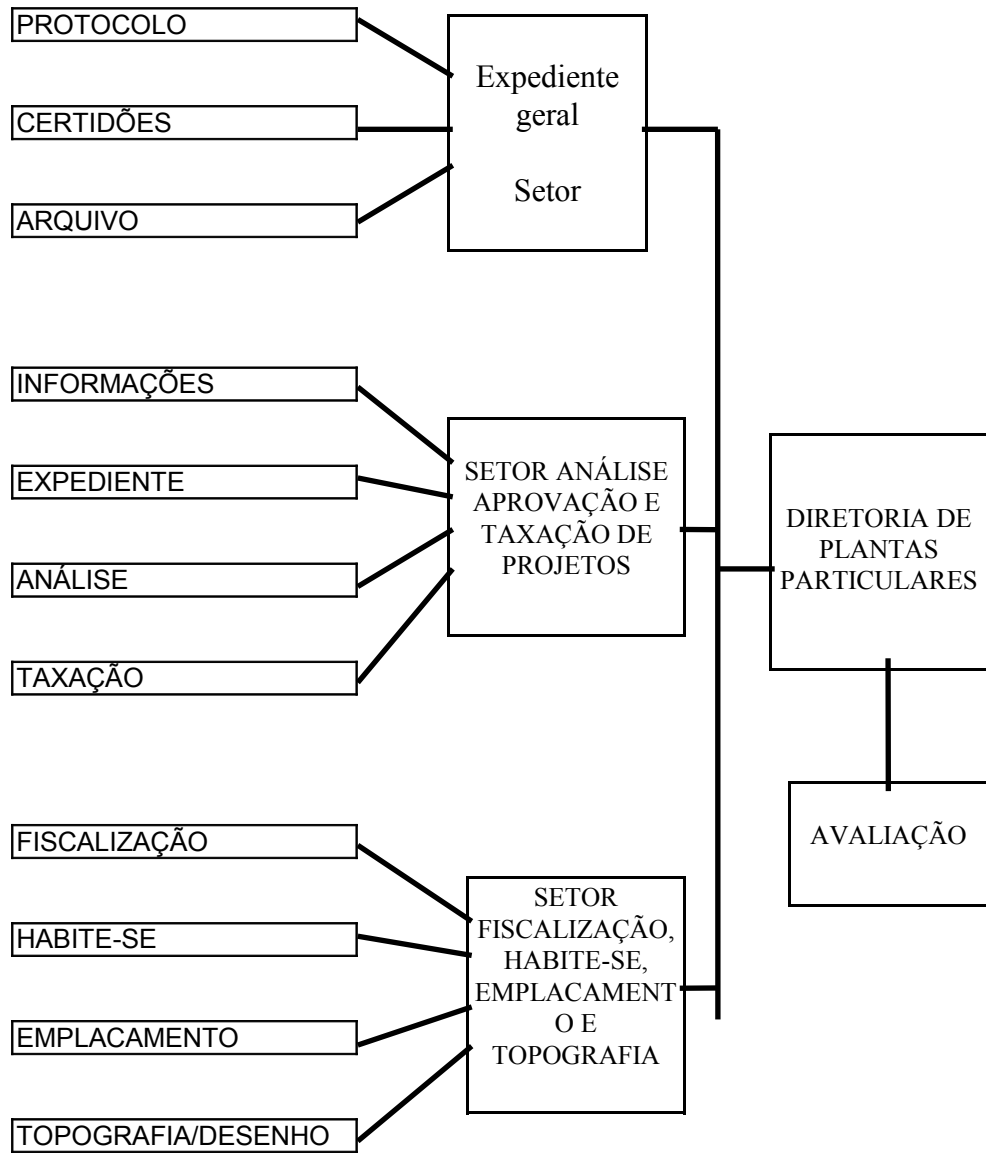 PROTOCOLO
CERTIDÕES
ARQUIVO
Expediente
geral
Setor
INFORMAÇÕES
EXPEDIENTE
ANÁLISE
TAXAÇÃO
SETOR ANÁLISE
APROVAÇÃO E
TAXAÇÃO DE
PROJETOS
DIRETORIA DE
PLANTAS
PARTICULARES
AVALIAÇÃO
FISCALIZAÇÃO
HABITE-SE
EMPLACAMENTO
TOPOGRAFIA/DESENHO
SETOR
FISCALIZAÇÃO,
HABITE-SE,
EMPLACAMENT
O E
TOPOGRAFIA